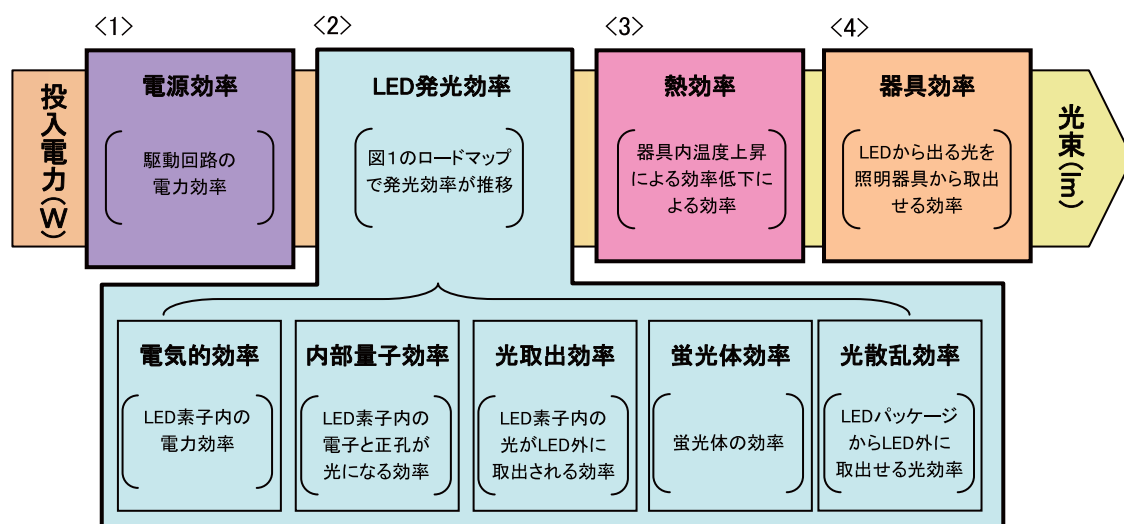 〈1〉
〈2〉
〈3〉
〈4〉
投入電力(W)
電源効率
駆動回路の
電力効率
LED発光効率
図1のロードマップ
で発光効率が推移
熱効率
器具内温度上昇
による効率低下に
よる効率
器具効率
LEDから出る光を
照明器具から取出
せる効率
光束(lm)
電気的効率
LED素子内の
電力効率
内部量子効率
LED素子内の
電子と正孔が
光になる効率
光取出効率
LED素子内の
光がLED外に
取出される効率
蛍光体効率
蛍光体の効率
光散乱効率
LEDパッケージ
からLED外に
取出せる光効率